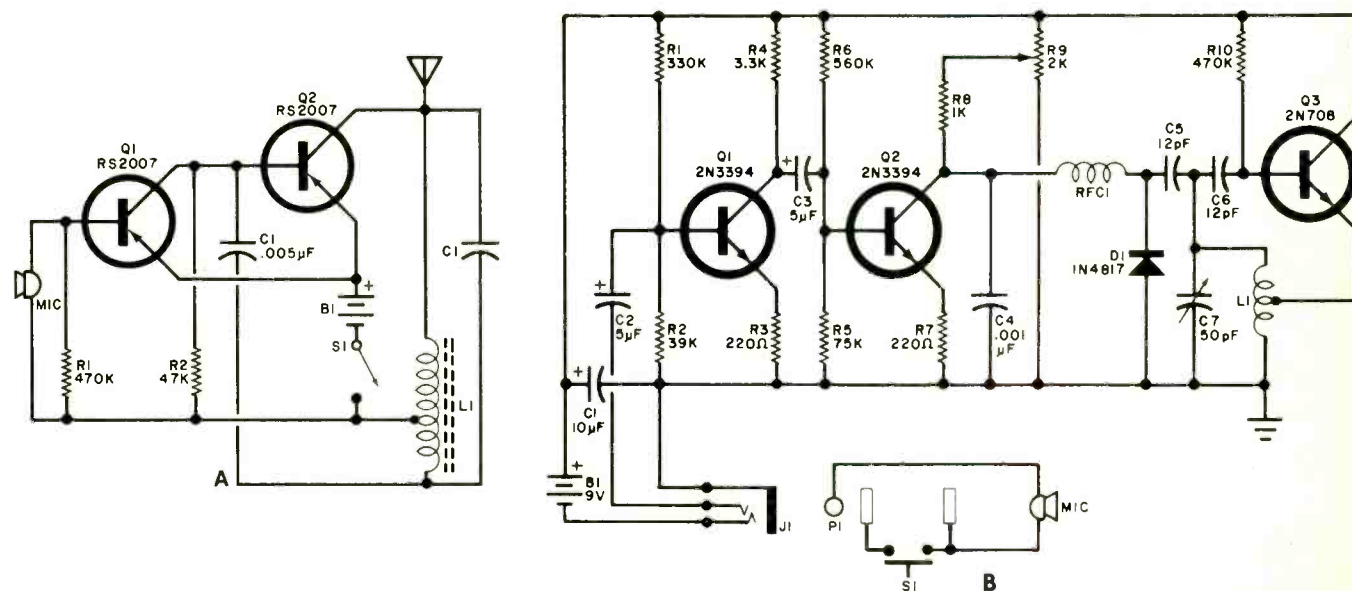 Q2
RS2007
Q1
RS2007
MIC
C1
.005µF
+
B1
S1
C1
R1
470K
R2
47K
L1
A
R1
330K
R4
3.3K
R6
560K
R9
2K
R10
470K
R8
1K
Q3
2N708
Q1
2N3394
+
C3
5µF
Q2
2N3394
RFC1
C5
12pF
C6
12pF
+
C2
5µF
R2
39K
R3
220Ω
R5
75K
R7
220Ω
C4
.001
µF
D1
1N4817
C7
50pF
L1
+
C1
10µF
+
B1
9V
J1
P1
MIC
S1
B